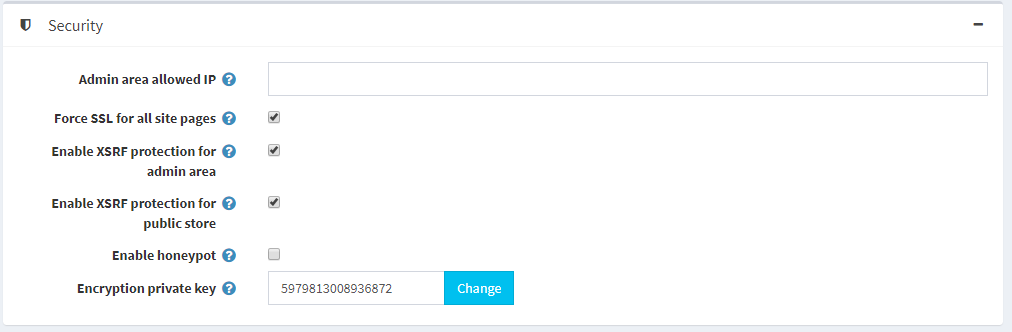 Security
Admin area allowed IP
Force SSL for all site pages
Enable XSRF protection for
admin area
Enable XSRF protection for
public store
Enable honeypot
Encryption private key 5979813008936872 Change